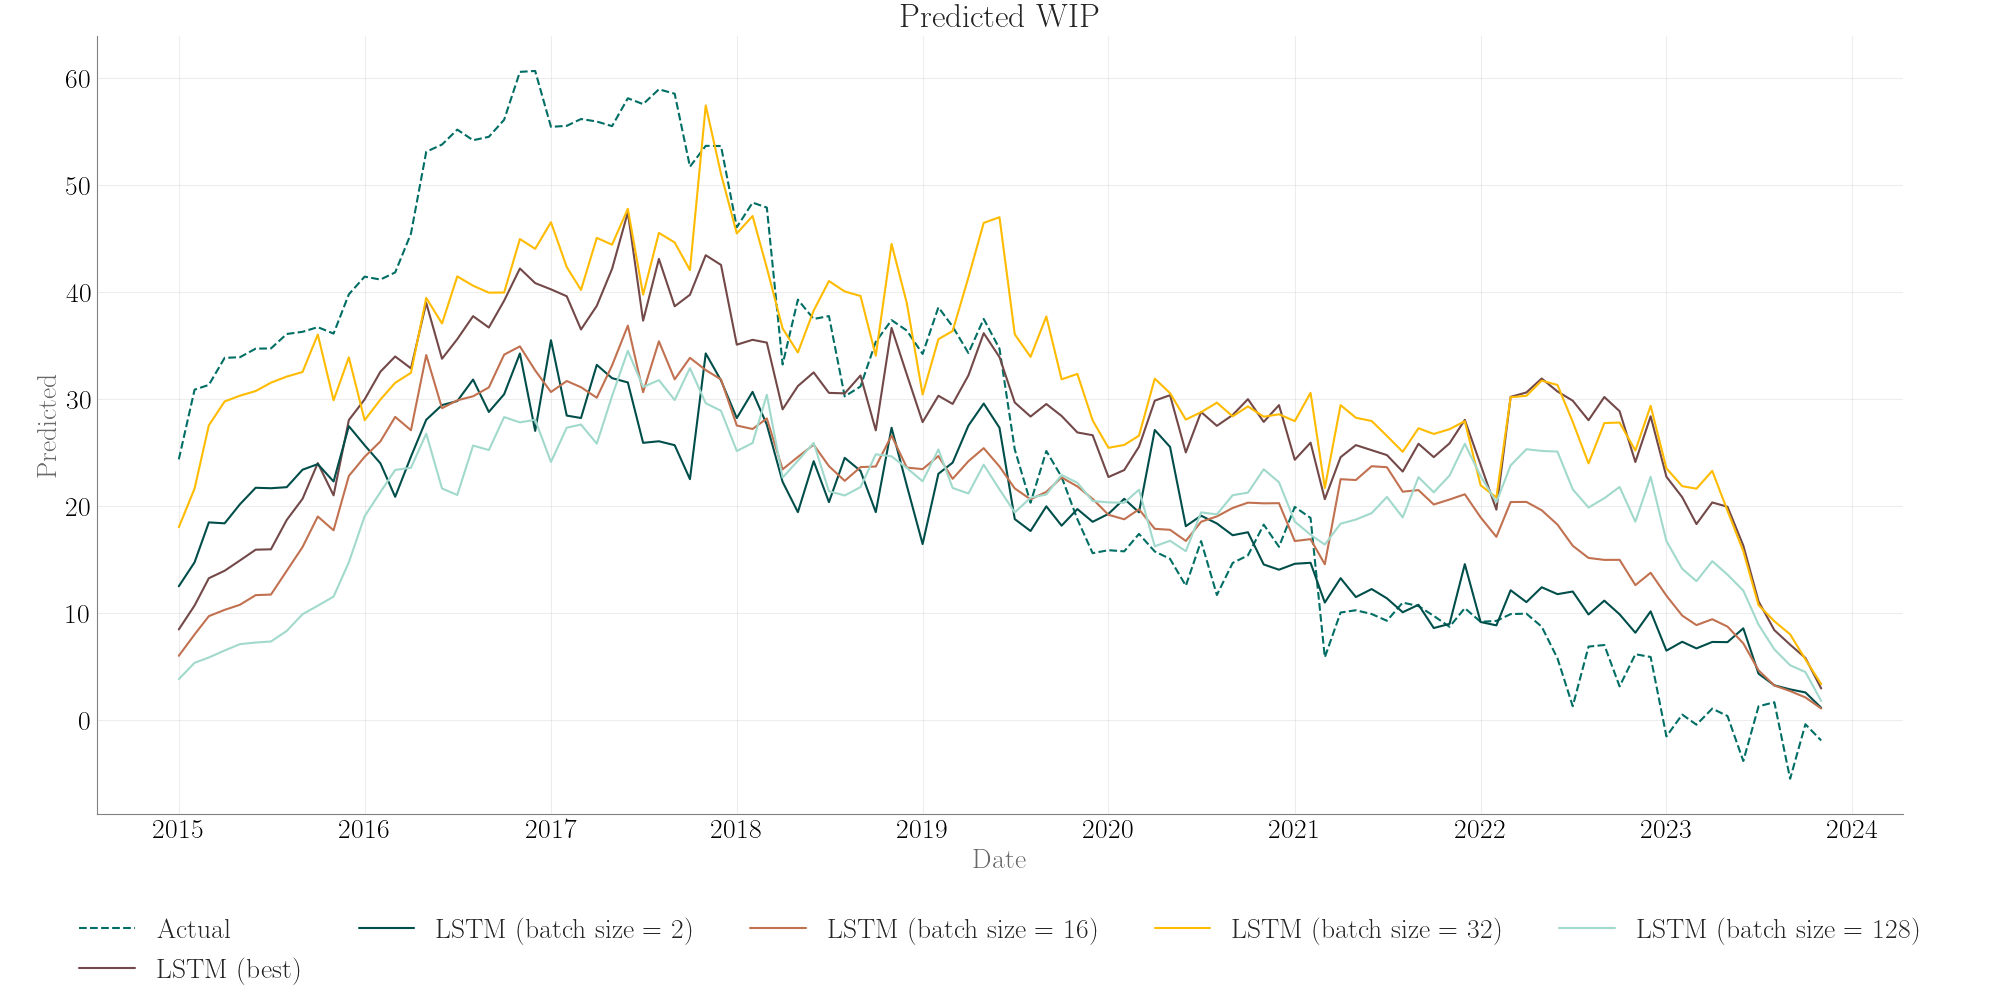 Predicted WIP
60
50
40
30
20
10
0
Predicted
2015 2016 2017 2018 2019 2020 2021 2022 2023 2024
Date
Actual LSTM (batch size = 2) LSTM (batch size = 16) LSTM (batch size = 32) LSTM (batch size = 128)
LSTM (best)